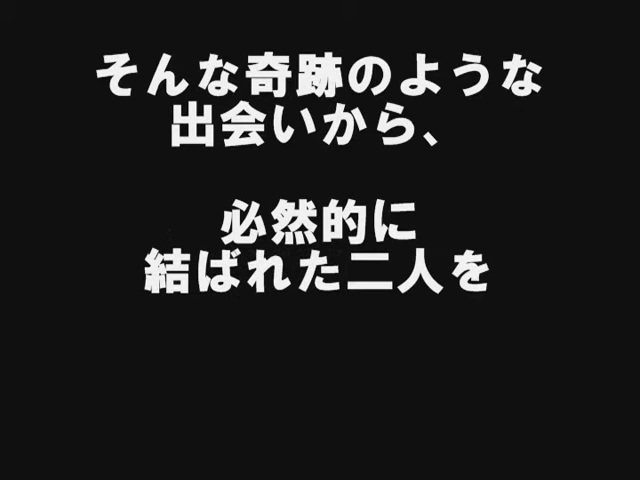 そんな奇跡のような
出会いから、
必然的に
結ばれた二人を